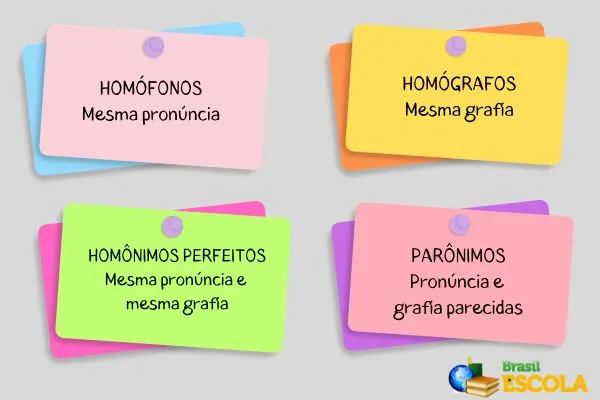 HOMÓFONOS
Mesma pronúncia
HOMÓGRAFOS
Mesma grafia
HOMÔNIMOS PERFEITOS
Mesma pronúncia e
mesma grafia
PARÔNIMOS
Pronúncia e
grafia parecidas
Brasil
ESCOLA